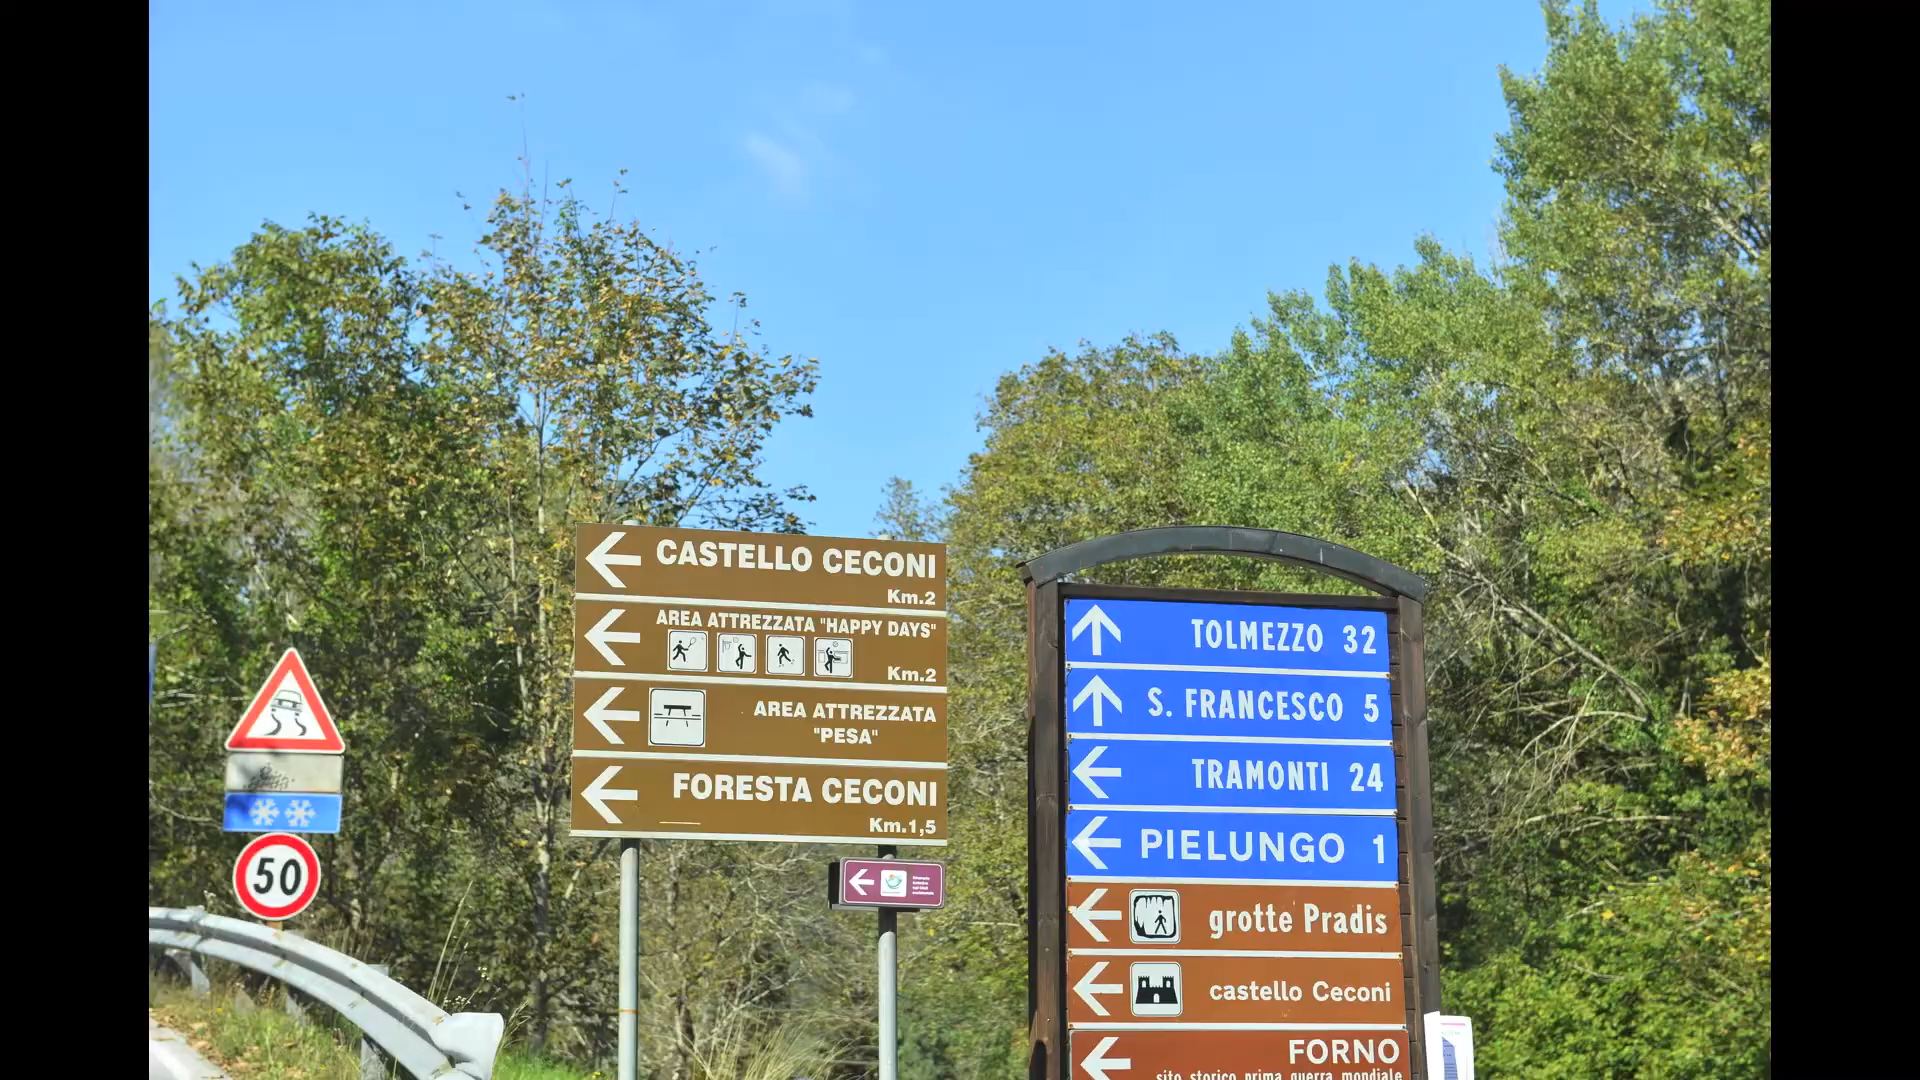 CASTELLO CECONI
Km.2
AREA ATTREZZATA "HAPPY DAYS"
Km.2
AREA ATTREZZATA
"PESA"
FORESTA CECONI
Km.1,5
50
TOLMEZZO 32
S. FRANCESCO 5
TRAMONTI 24
PIELUNGO 1
grotte Pradis
castello Ceconi
FORNO
sito storico prima guerra mondiale